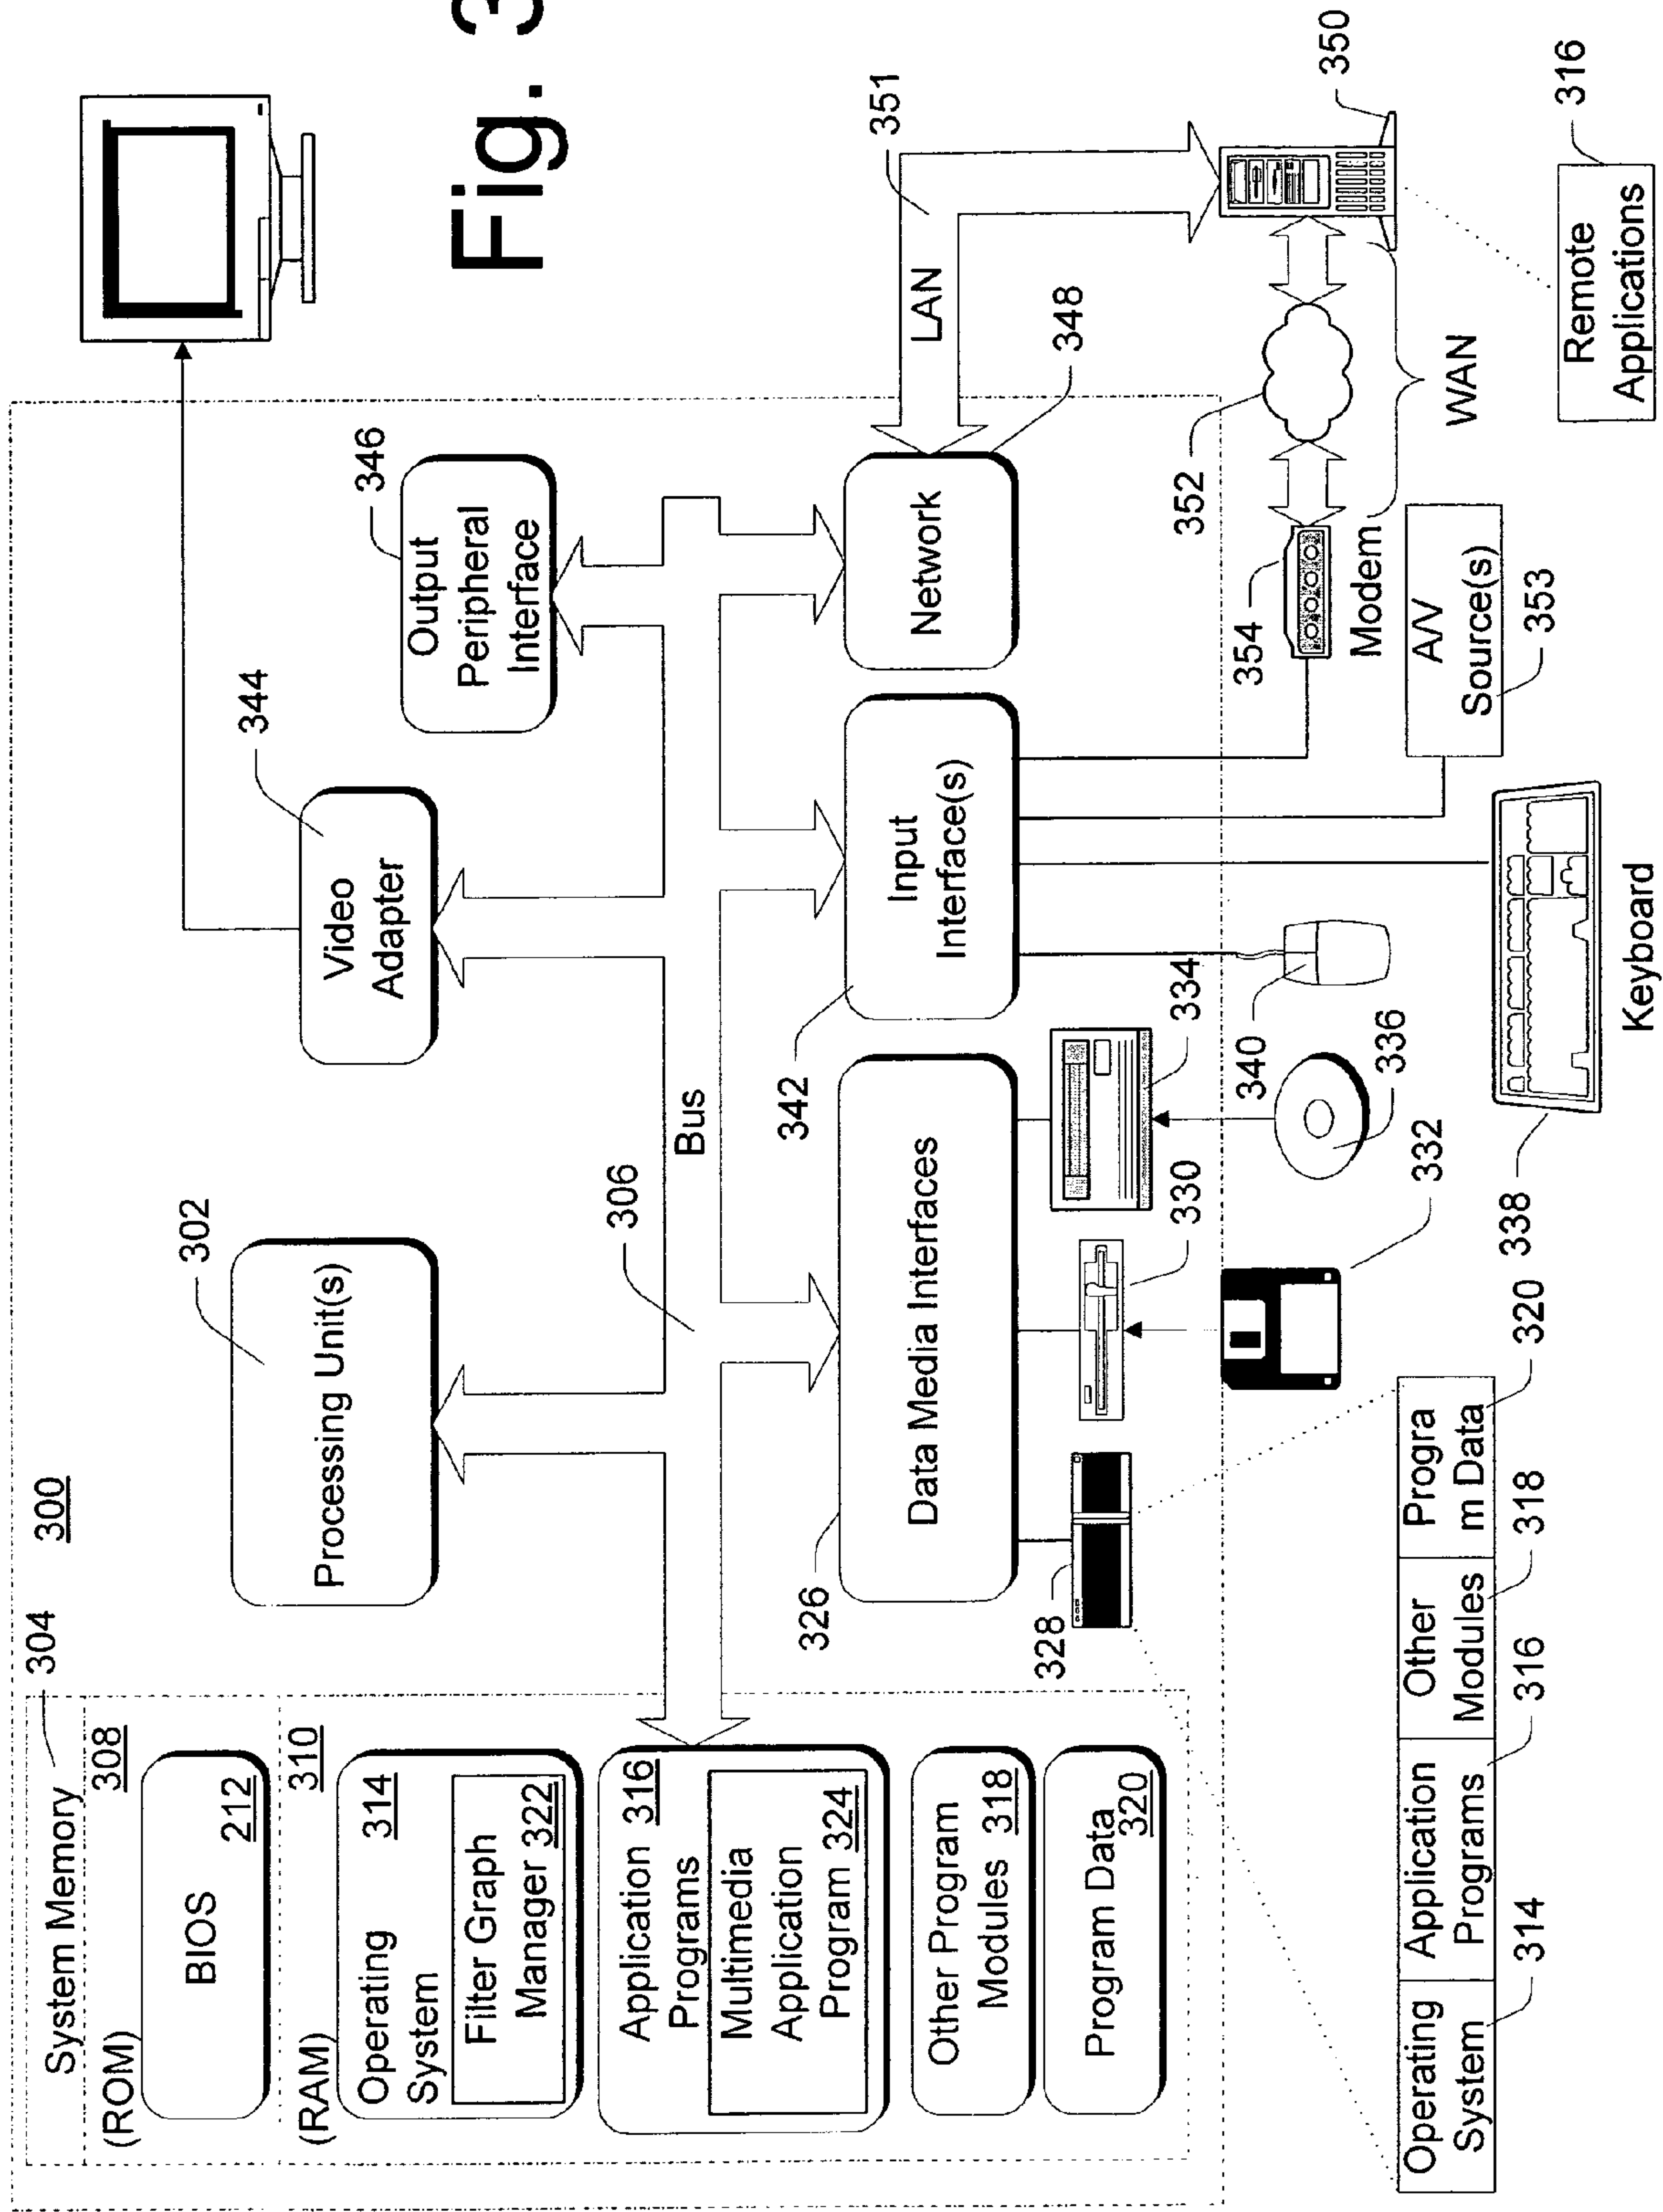 Fig. 3
300
System Memory
304
(ROM)
308
BIOS
212
(RAM)
310
Operating
System
314
Filter Graph
Manager 322
Application
Programs
316
Multimedia
Application
Program 324
Other Program
Modules 318
Program Data
320
302
Processing Unit(s)
306
Bus
344
Video
Adapter
346
Output
Peripheral
Interface
326
Data Media Interfaces
342
Input
Interface(s)
Network
348
LAN
351
328
330
334
332
336
340
354
Modem
352
WAN
350
Remote
Applications
316
A/V
Source(s)
353
338
Keyboard
Operating
System
314
Application
Programs
316
Other
Modules
318
Progra
m Data
320